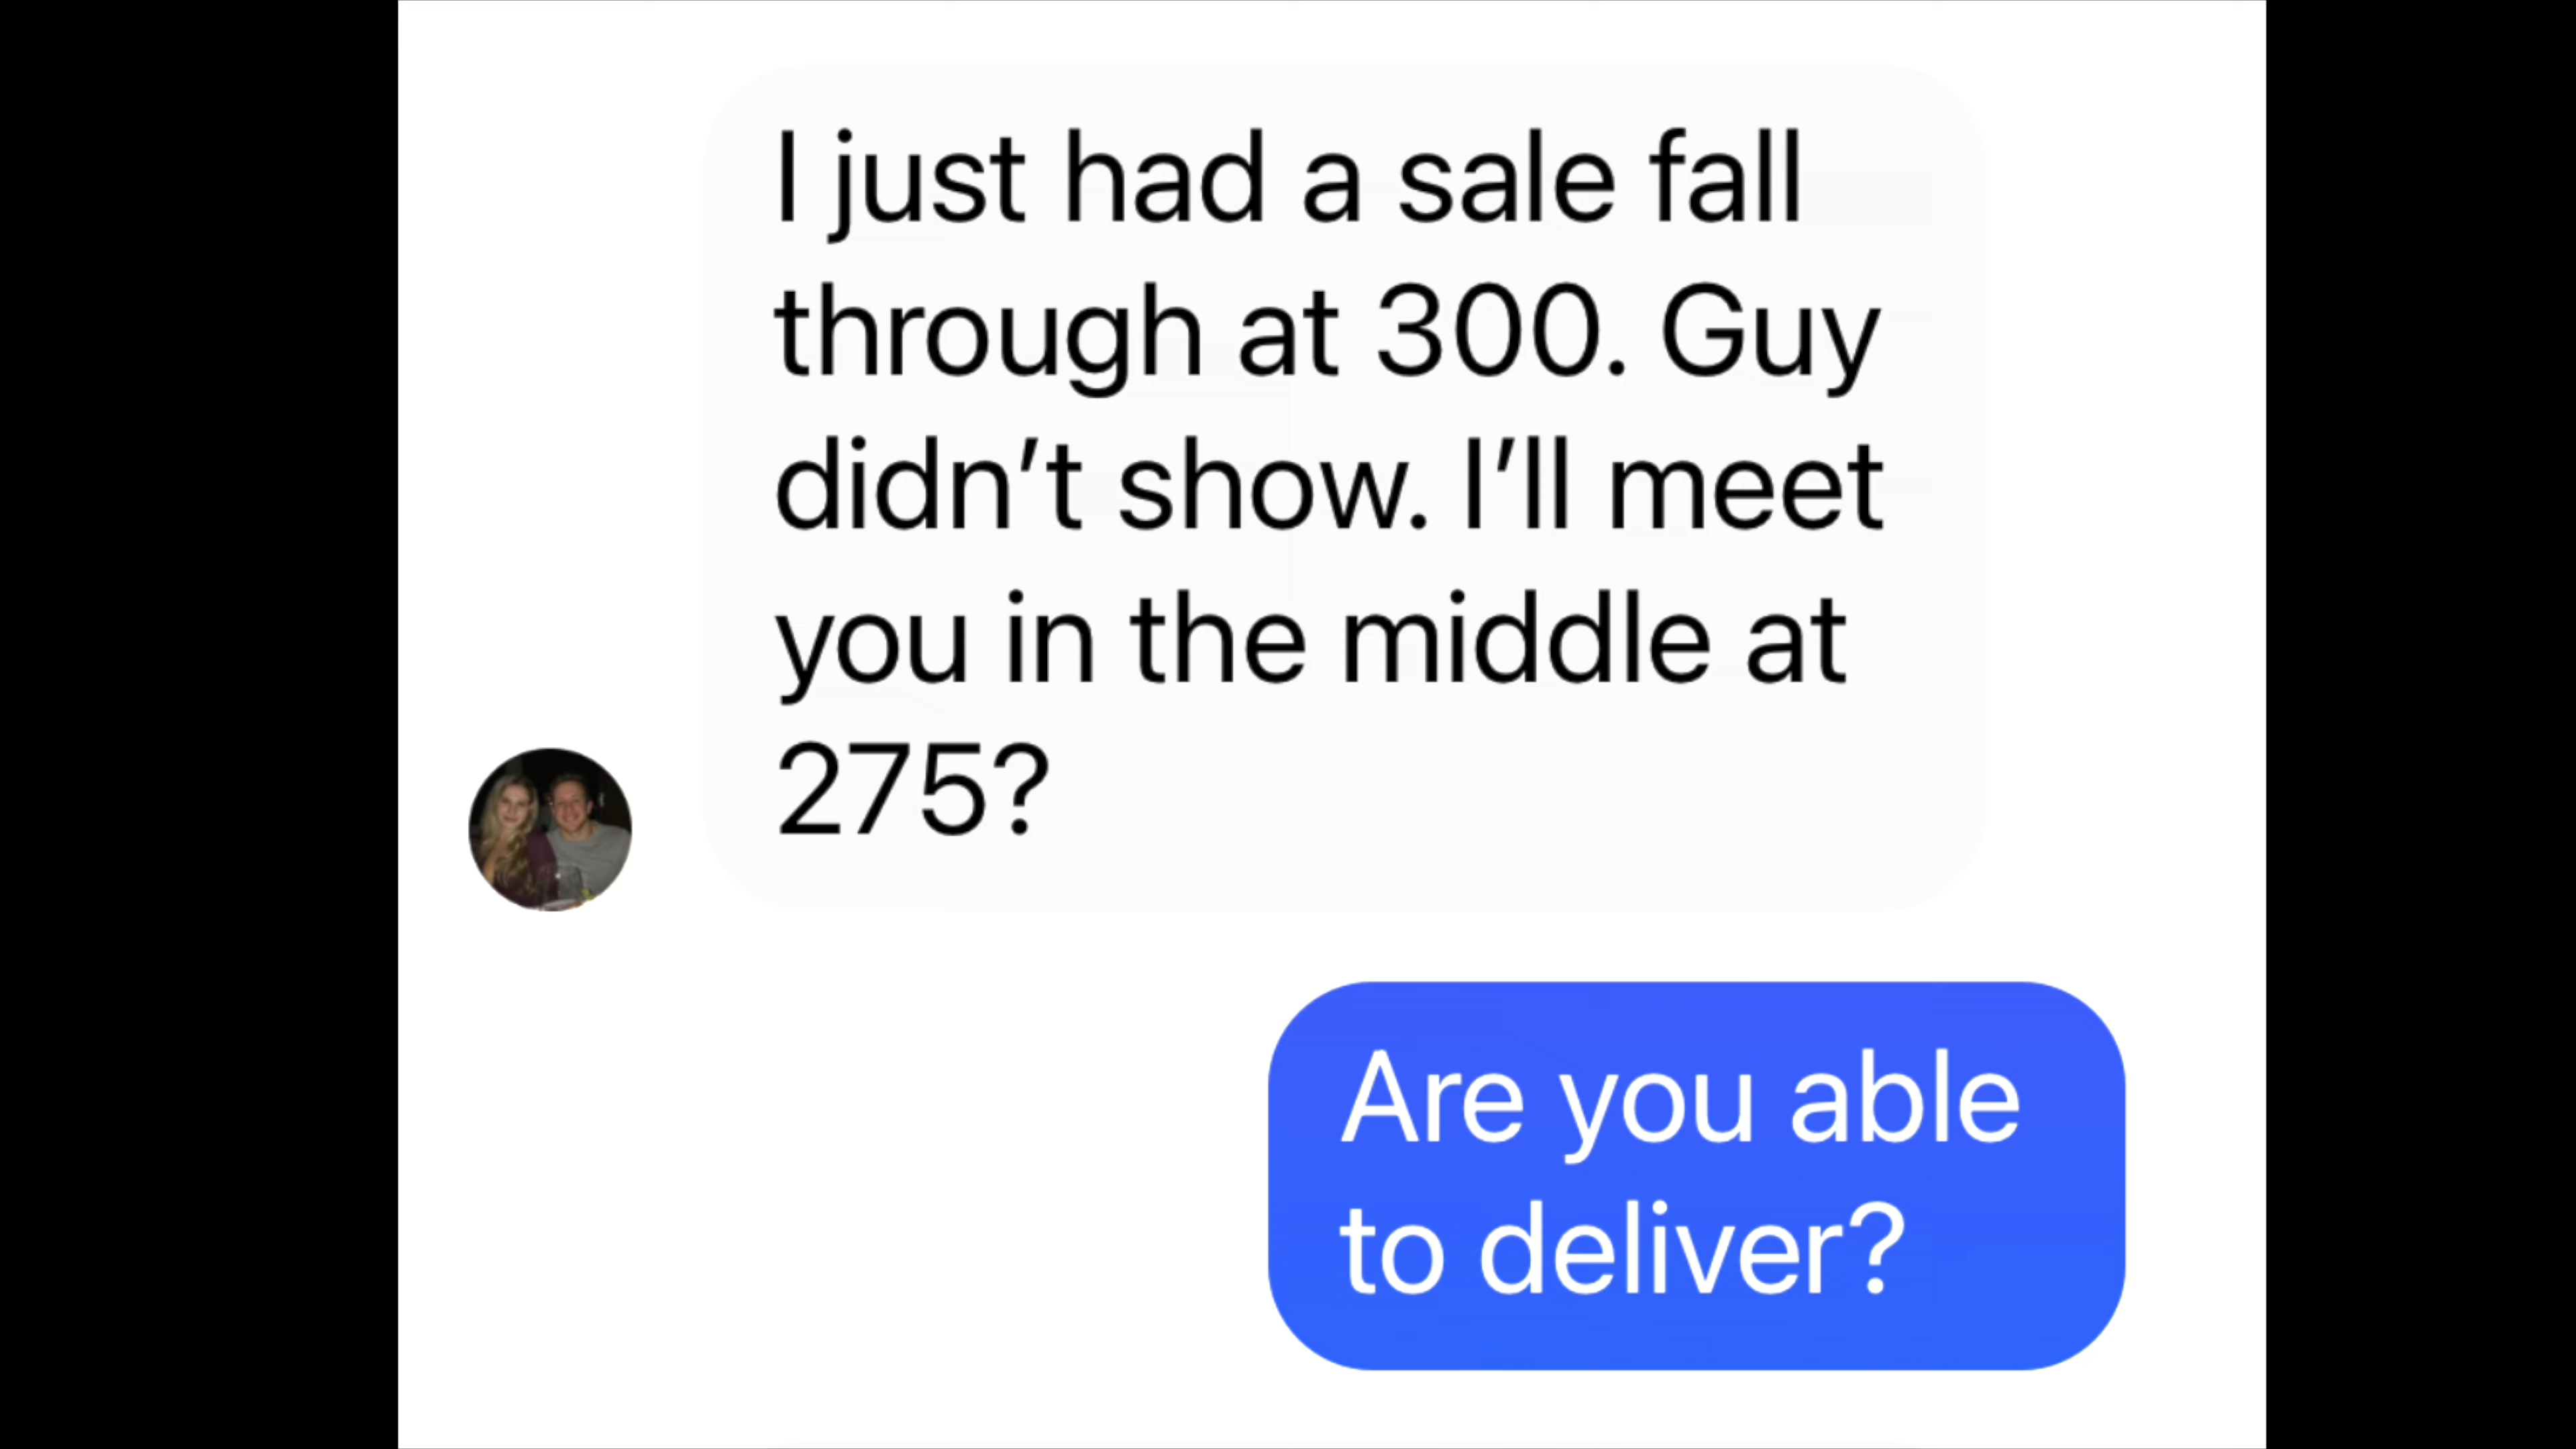 I just had a sale fall
through at 300. Guy
didn’t show. I’ll meet
you in the middle at
275?
Are you able
to deliver?